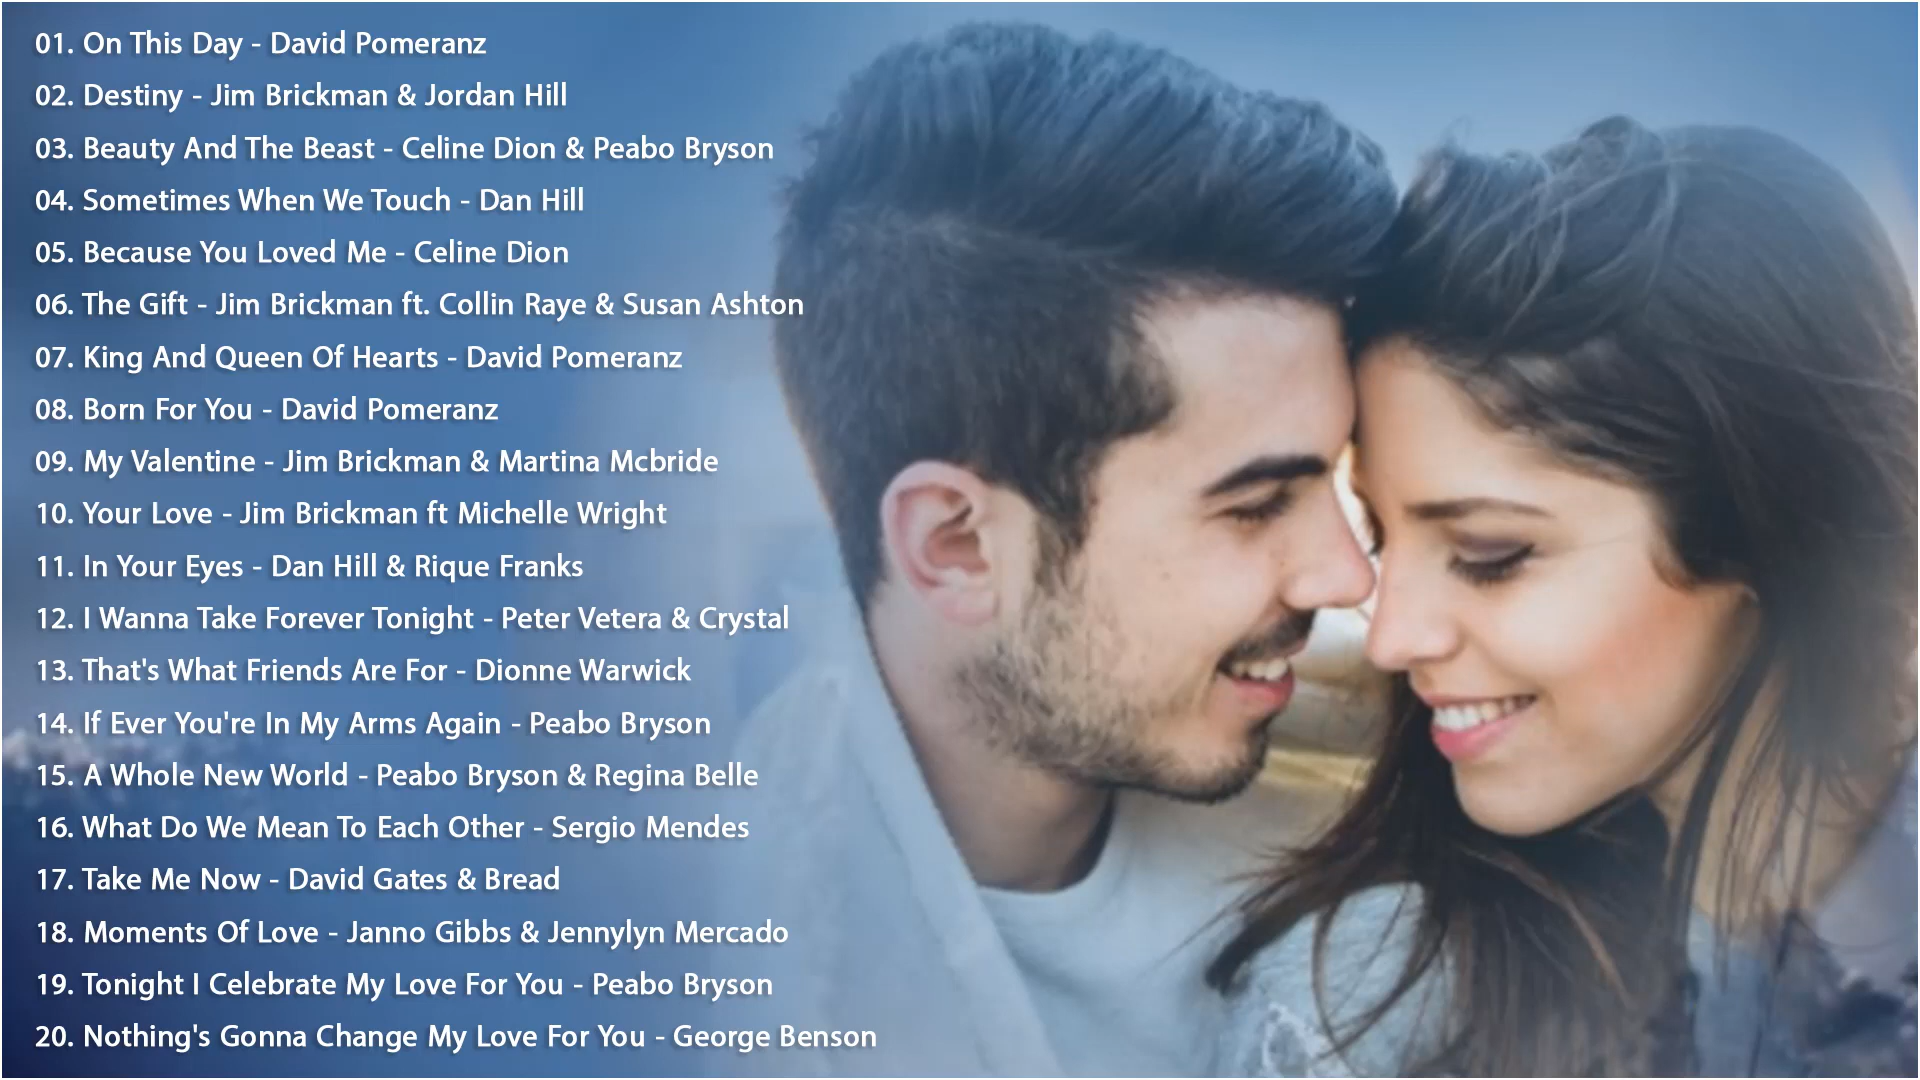 01. On This Day - David Pomeranz
02. Destiny - Jim Brickman & Jordan Hill
03. Beauty And The Beast - Celine Dion & Peabo Bryson
04. Sometimes When We Touch - Dan Hill
05. Because You Loved Me - Celine Dion
06. The Gift - Jim Brickman ft. Collin Raye & Susan Ashton
07. King And Queen Of Hearts - David Pomeranz
08. Born For You - David Pomeranz
09. My Valentine - Jim Brickman & Martina Mcbride
10. Your Love - Jim Brickman ft Michelle Wright
11. In Your Eyes - Dan Hill & Rique Franks
12. I Wanna Take Forever Tonight - Peter Vetera & Crystal
13. That's What Friends Are For - Dionne Warwick
14. If Ever You're In My Arms Again - Peabo Bryson
15. A Whole New World - Peabo Bryson & Regina Belle
16. What Do We Mean To Each Other - Sergio Mendes
17. Take Me Now - David Gates & Bread
18. Moments Of Love - Janno Gibbs & Jennylyn Mercado
19. Tonight I Celebrate My Love For You - Peabo Bryson
20. Nothing's Gonna Change My Love For You - George Benson